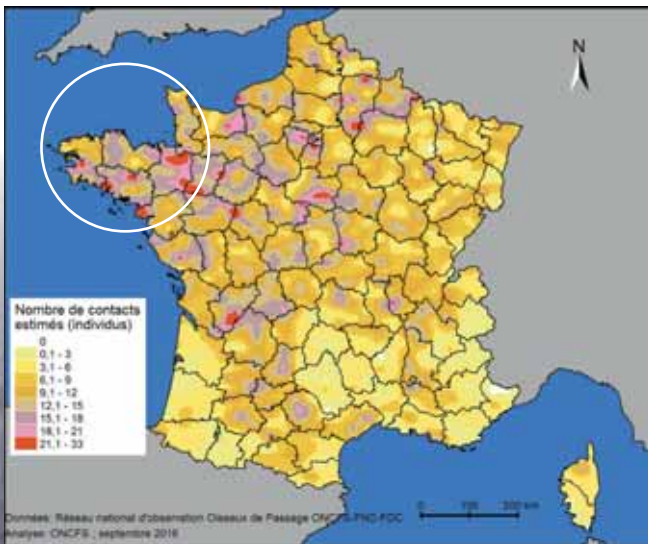 N
Nombre de contacts
estimés (individus)
0
0,1 - 3
3,1 - 6
6,1 - 9
9,1 - 12
12,1 - 15
15,1 - 18
18,1 - 21
21,1 - 33
0 100 200 km
Données: Réseau national d'observation Oiseaux de Passage ONCFS-FNC-FDC
Analyse: ONCFS ; septembre 2016